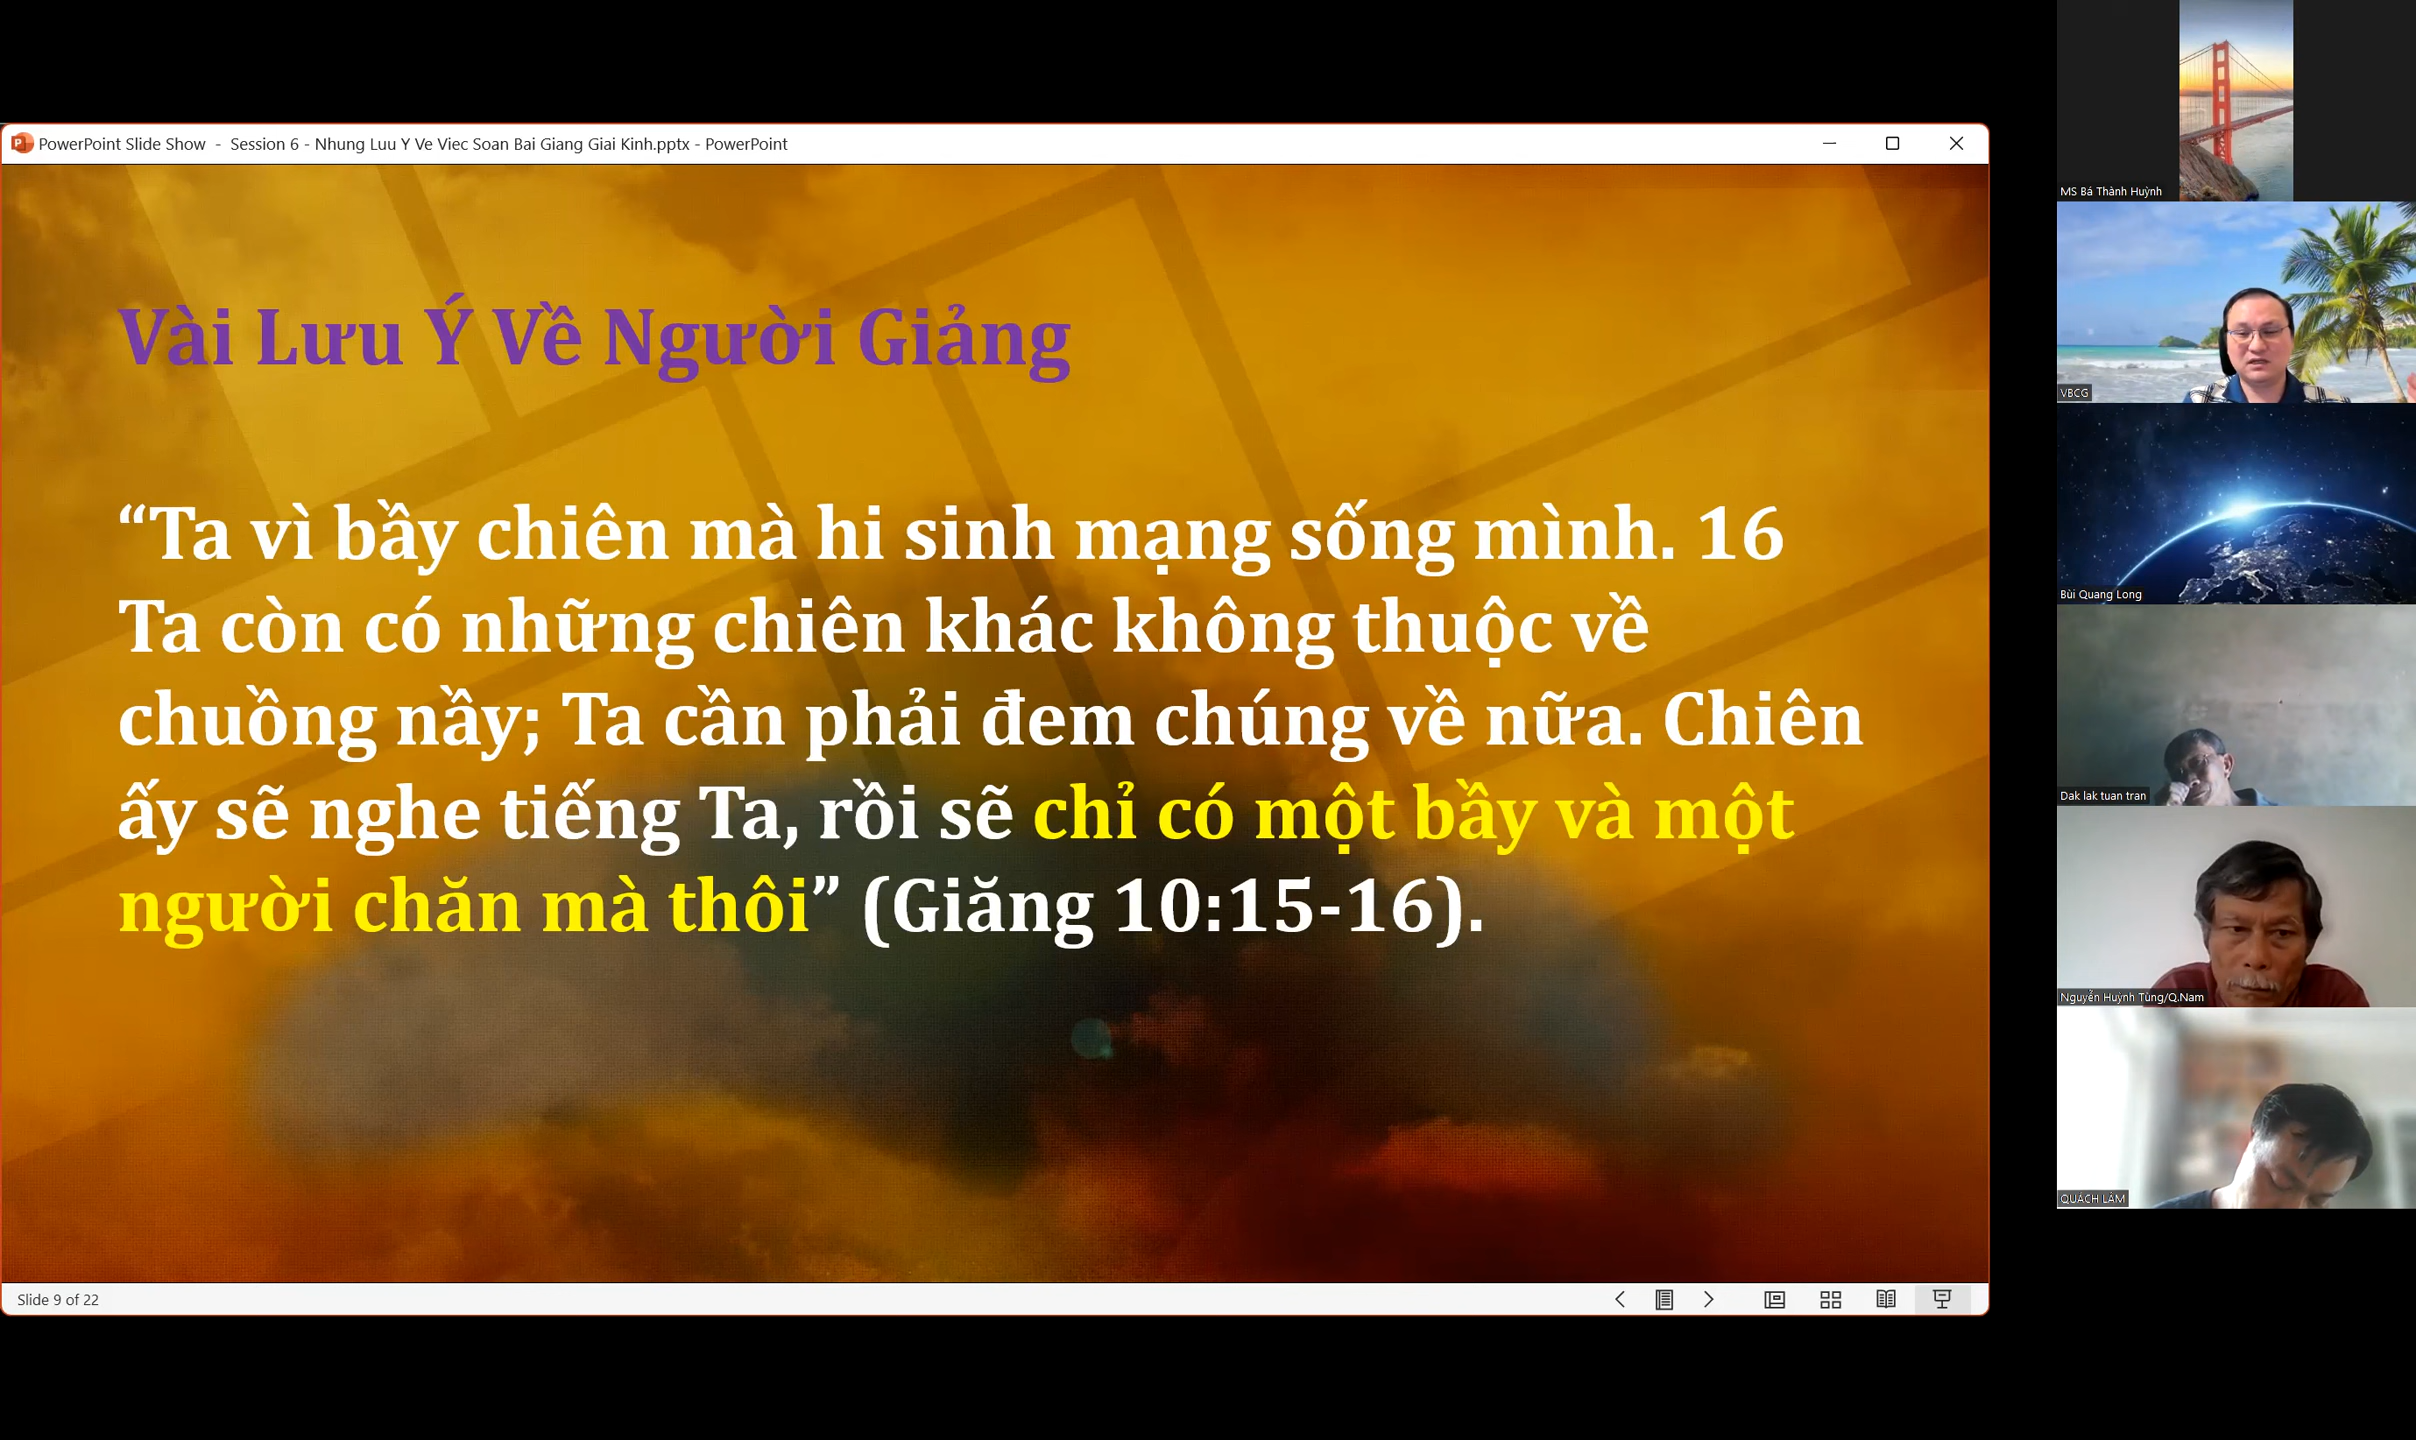 PowerPoint Slide Show - Session 6 - Nhung Luu Y Ve Viec Soan Bai Giang Giai Kinh.pptx - PowerPoint
Vài Lưu Ý Về Người Giảng
“Ta vì bầy chiên mà hi sinh mạng sống mình. 16
Ta còn có những chiên khác không thuộc về
chuồng nầy; Ta cần phải đem chúng về nữa. Chiên
ấy sẽ nghe tiếng Ta, rồi sẽ chỉ có một bầy và một
người chăn mà thôi” (Giăng 10:15-16).
Slide 9 of 22
MS Bá Thành Huỳnh
VBCG
Bùi Quang Long
Dak lak tuan tran
Nguyễn Huỳnh Tùng/Q.Nam
QUÁCH LÂM